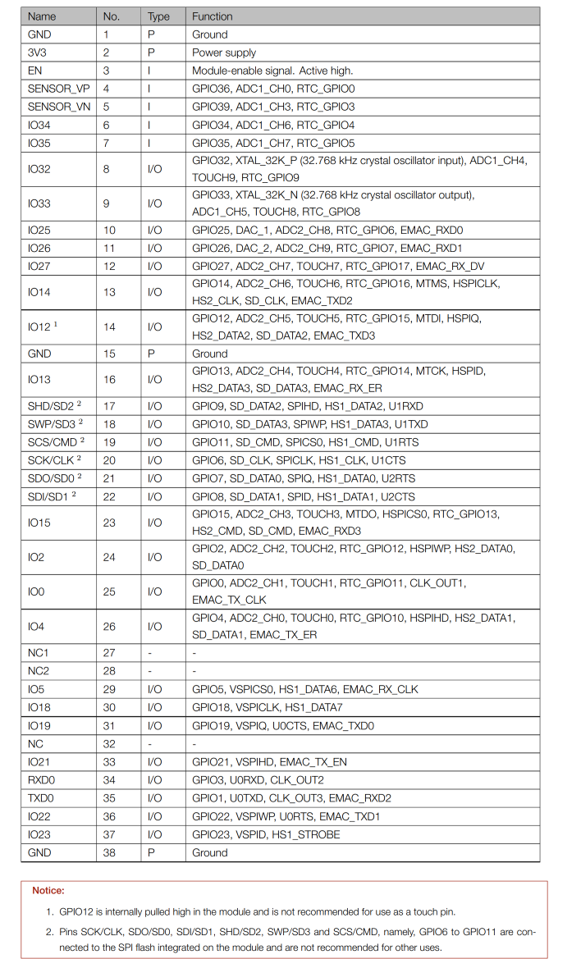 Name No. Type Function
GND 1 P Ground
3V3 2 P Power supply
EN 3 I Module-enable signal. Active high.
SENSOR_VP 4 I GPIO36, ADC1_CH0, RTC_GPIO0
SENSOR_VN 5 I GPIO39, ADC1_CH3, RTC_GPIO3
IO34 6 I GPIO34, ADC1_CH6, RTC_GPIO4
IO35 7 I GPIO35, ADC1_CH7, RTC_GPIO5
IO32 8 I/O GPIO32, XTAL_32K_P (32.768 kHz crystal oscillator input), ADC1_CH4,
TOUCH9, RTC_GPIO9
IO33 9 I/O GPIO33, XTAL_32K_N (32.768 kHz crystal oscillator output),
ADC1_CH5, TOUCH8, RTC_GPIO8
IO25 10 I/O GPIO25, DAC_1, ADC2_CH8, RTC_GPIO6, EMAC_RXD0
IO26 11 I/O GPIO26, DAC_2, ADC2_CH9, RTC_GPIO7, EMAC_RXD1
IO27 12 I/O GPIO27, ADC2_CH7, TOUCH7, RTC_GPIO17, EMAC_RX_DV
IO14 13 I/O GPIO14, ADC2_CH6, TOUCH6, RTC_GPIO16, MTMS, HSPICLK,
HS2_CLK, SD_CLK, EMAC_TXD2
IO12 ¹ 14 I/O GPIO12, ADC2_CH5, TOUCH5, RTC_GPIO15, MTDI, HSPIQ,
HS2_DATA2, SD_DATA2, EMAC_TXD3
GND 15 P Ground
IO13 16 I/O GPIO13, ADC2_CH4, TOUCH4, RTC_GPIO14, MTCK, HSPID,
HS2_DATA3, SD_DATA3, EMAC_RX_ER
SHD/SD2 ² 17 I/O GPIO9, SD_DATA2, SPIHD, HS1_DATA2, U1RXD
SWP/SD3 ² 18 I/O GPIO10, SD_DATA3, SPIWP, HS1_DATA3, U1TXD
SCS/CMD ² 19 I/O GPIO11, SD_CMD, SPICS0, HS1_CMD, U1RTS
SCK/CLK ² 20 I/O GPIO6, SD_CLK, SPICLK, HS1_CLK, U1CTS
SDO/SD0 ² 21 I/O GPIO7, SD_DATA0, SPIQ, HS1_DATA0, U2RTS
SDI/SD1 ² 22 I/O GPIO8, SD_DATA1, SPID, HS1_DATA1, U2CTS
IO15 23 I/O GPIO15, ADC2_CH3, TOUCH3, MTDO, HSPICS0, RTC_GPIO13,
HS2_CMD, SD_CMD, EMAC_RXD3
IO2 24 I/O GPIO2, ADC2_CH2, TOUCH2, RTC_GPIO12, HSPIWP, HS2_DATA0,
SD_DATA0
IO0 25 I/O GPIO0, ADC2_CH1, TOUCH1, RTC_GPIO11, CLK_OUT1,
EMAC_TX_CLK
IO4 26 I/O GPIO4, ADC2_CH0, TOUCH0, RTC_GPIO10, HSPIHD, HS2_DATA1,
SD_DATA1, EMAC_TX_ER
NC1 27 - -
NC2 28 - -
IO5 29 I/O GPIO5, VSPICS0, HS1_DATA6, EMAC_RX_CLK
IO18 30 I/O GPIO18, VSPICLK, HS1_DATA7
IO19 31 I/O GPIO19, VSPIQ, U0CTS, EMAC_TXD0
NC 32 - -
IO21 33 I/O GPIO21, VSPIHD, EMAC_TX_EN
RXD0 34 I/O GPIO3, U0RXD, CLK_OUT2
TXD0 35 I/O GPIO1, U0TXD, CLK_OUT3, EMAC_RXD2
IO22 36 I/O GPIO22, VSPIWP, U0RTS, EMAC_TXD1
IO23 37 I/O GPIO23, VSPID, HS1_STROBE
GND 38 P Ground
Notice:
1. GPIO12 is internally pulled high in the module and is not recommended for use as a touch pin.
2. Pins SCK/CLK, SDO/SD0, SDI/SD1, SHD/SD2, SWP/SD3 and SCS/CMD, namely, GPIO6 to GPIO11 are con-
nected to the SPI flash integrated on the module and are not recommended for other uses.